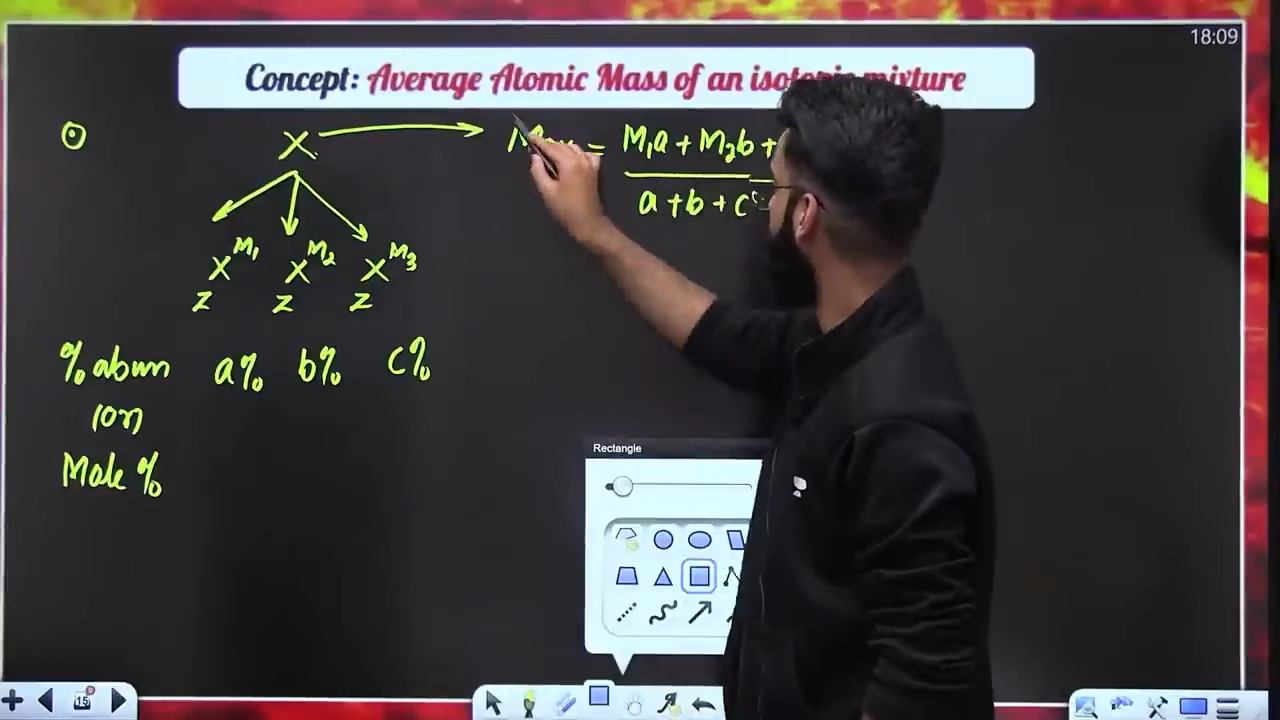 18:09
Concept: Average Atomic Mass of an isotopic mixture
X
= M₁a + M₂b +
a + b + c
X^M₁ X^M₂ X^M₃
Z Z Z
% abun a% b% c%
(or)
Mole %
Rectangle
15